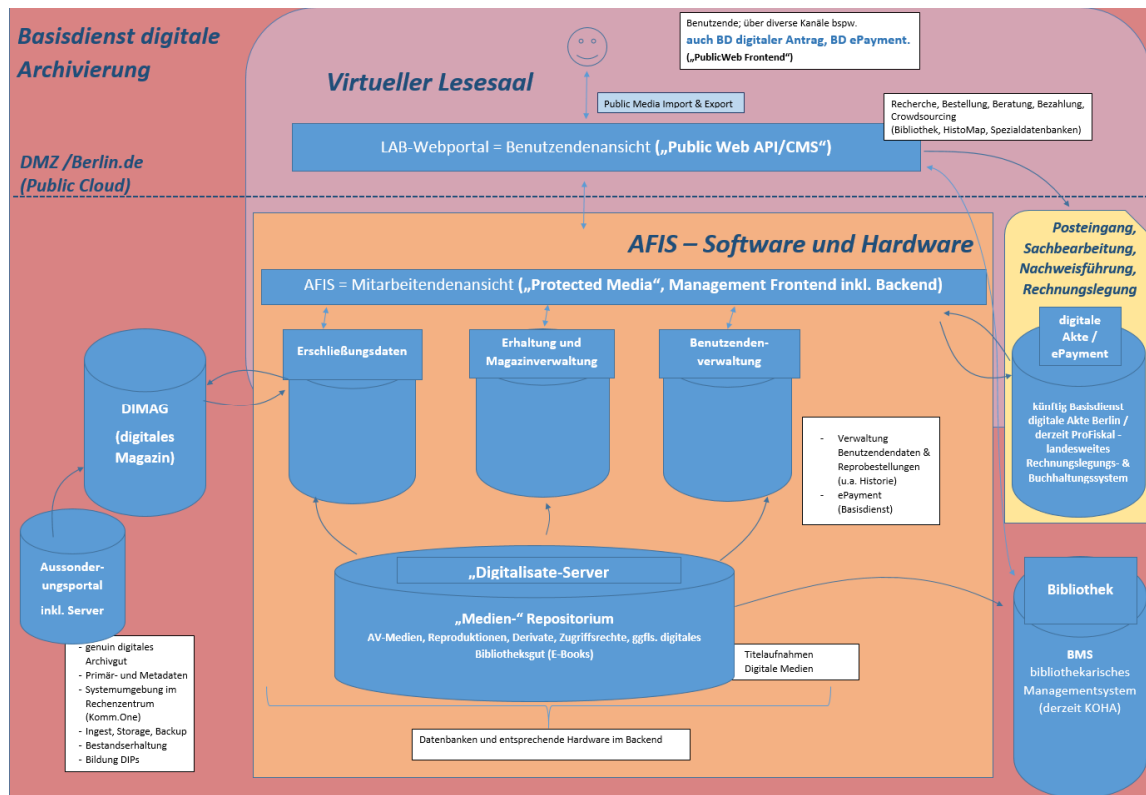 Basisdienst digitale
Archivierung
Benutzende; über diverse Kanäle bspw.
auch BD digitaler Antrag, BD ePayment.
(„PublicWeb Frontend“)
Virtueller Lesesaal
Public Media Import & Export
Recherche, Bestellung, Beratung, Bezahlung,
Crowdsourcing
(Bibliothek, HistoMap, Spezialdatenbanken)
LAB-Webportal = Benutzendenansicht („Public Web API/CMS“)
DMZ /Berlin.de
(Public Cloud)
AFIS – Software und Hardware
Posteingang,
Sachbearbeitung,
Nachweisführung,
Rechnungslegung
AFIS = Mitarbeitendenansicht („Protected Media“, Management Frontend inkl. Backend)
Erschließungsdaten
Erhaltung und
Magazinverwaltung
Benutzenden-
verwaltung
digitale
Akte /
ePayment
künftig Basisdienst
digitale Akte Berlin /
derzeit ProFiskal -
landesweites
Rechnungslegungs- &
Buchhaltungssystem
DIMAG
(digitales
Magazin)
- Verwaltung
Benutzendendaten &
Reprobestellungen
(u.a. Historie)
- ePayment
(Basisdienst)
Aussonder-
ungsportal
inkl. Server
„Digitalisate-Server
„Medien-“ Repositorium
AV-Medien, Reproduktionen, Derivate, Zugriffsrechte, ggfls. digitales
Bibliotheksgut (E-Books)
Bibliothek
BMS
bibliothekarisches
Managementsystem
(derzeit KOHA)
Titelaufnahmen
Digitale Medien
- genuin digitales
Archivgut
- Primär- und Metadaten
- Systemumgebung im
Rechenzentrum
(Komm.One)
- Ingest, Storage, Backup
- Bestandserhaltung
- Bildung DIPs
Datenbanken und entsprechende Hardware im Backend